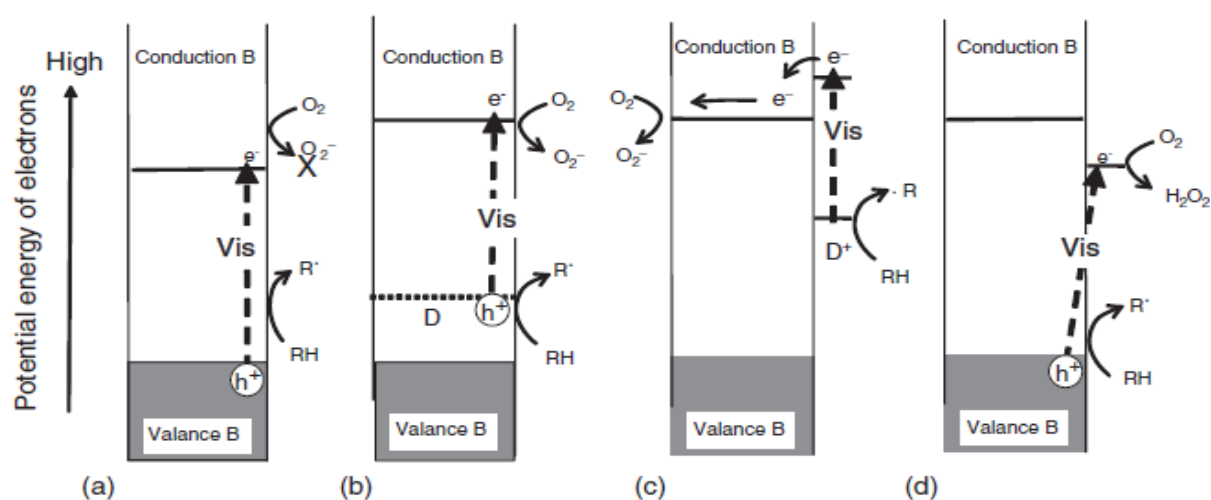 High
Potential energy of electrons
Conduction B
O₂
e⁻
O₂⁻
X
Vis
R·
RH
h⁺
Valance B
(a)
Conduction B
e⁻
O₂
O₂⁻
Vis
R·
D
h⁺
RH
Valance B
(b)
Conduction B
e⁻
O₂
e⁻
O₂⁻
Vis
· R
D⁺
RH
Valance B
(c)
Conduction B
O₂
e⁻
H₂O₂
Vis
R·
h⁺
RH
Valance B
(d)